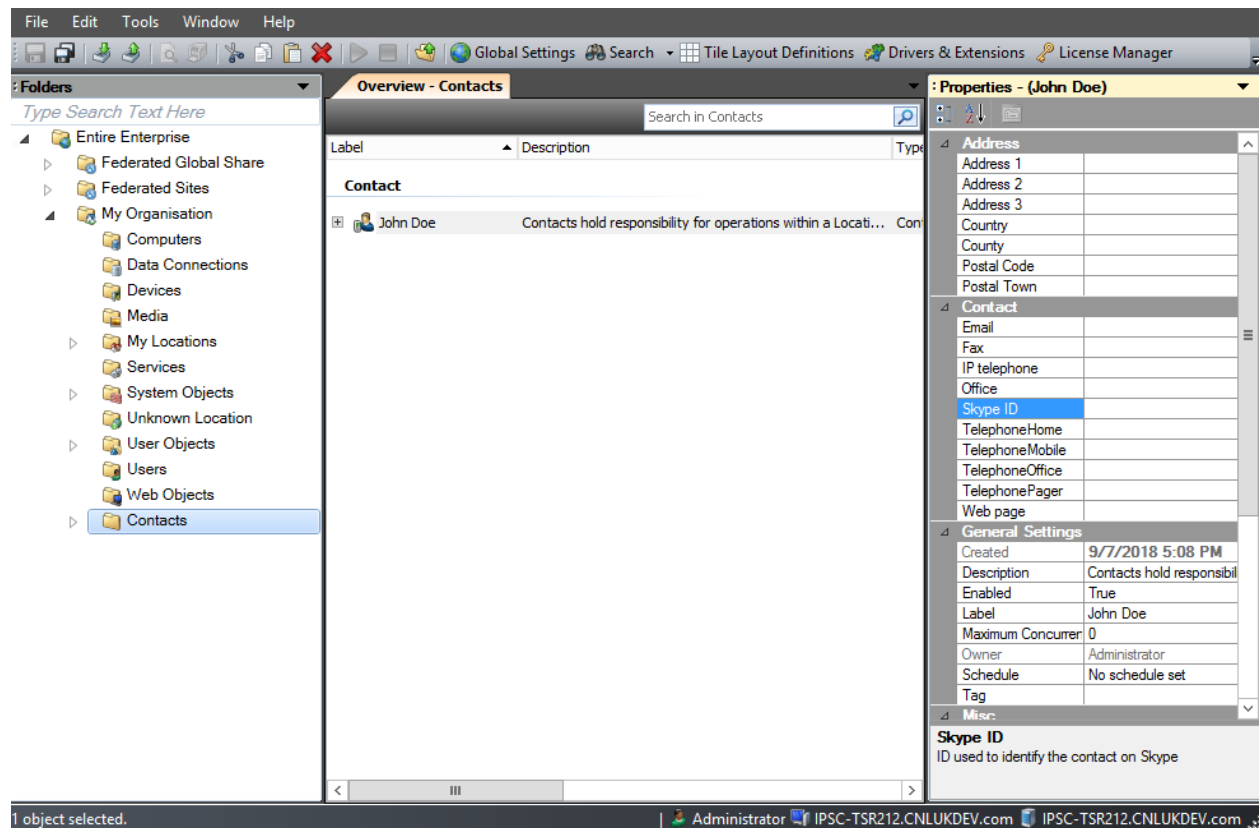 File Edit Tools Window Help
Global Settings Search Tile Layout Definitions Drivers & Extensions License Manager
Folders
Type Search Text Here
Entire Enterprise
Federated Global Share
Federated Sites
My Organisation
Computers
Data Connections
Devices
Media
My Locations
Services
System Objects
Unknown Location
User Objects
Users
Web Objects
Contacts
Overview - Contacts
Search in Contacts
Label Description Type
Contact
John Doe Contacts hold responsibility for operations within a Locati... Con
Properties - (John Doe)
Address
Address 1
Address 2
Address 3
Country
County
Postal Code
Postal Town
Contact
Email
Fax
IP telephone
Office
Skype ID
TelephoneHome
TelephoneMobile
TelephoneOffice
TelephonePager
Web page
General Settings
Created 9/7/2018 5:08 PM
Description Contacts hold responsibil
Enabled True
Label John Doe
Maximum Concurren 0
Owner Administrator
Schedule No schedule set
Tag
Misc
Skype ID
ID used to identify the contact on Skype
1 object selected. | Administrator IPSC-TSR212.CNLUKDEV.com IPSC-TSR212.CNLUKDEV.com